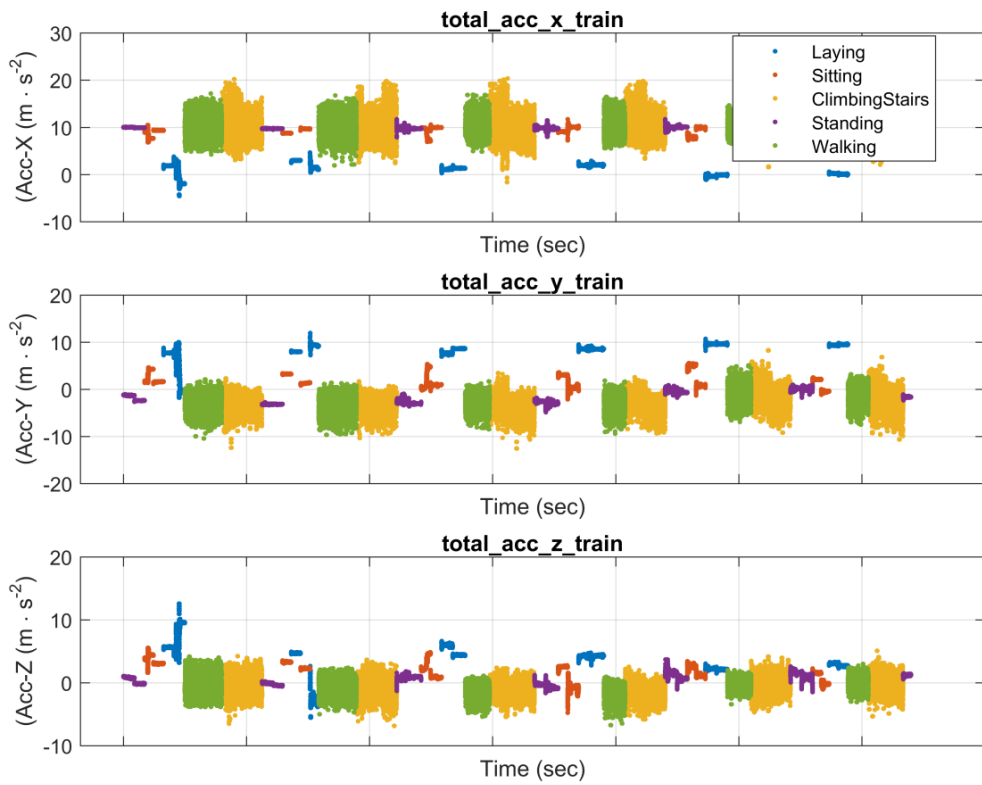 total_acc_x_train
30
20
10
0
-10
(Acc-X (m · s⁻²)
Laying
Sitting
ClimbingStairs
Standing
Walking
Time (sec)
total_acc_y_train
20
10
0
-10
-20
(Acc-Y (m · s⁻²)
Time (sec)
total_acc_z_train
20
10
0
-10
(Acc-Z (m · s⁻²)
Time (sec)